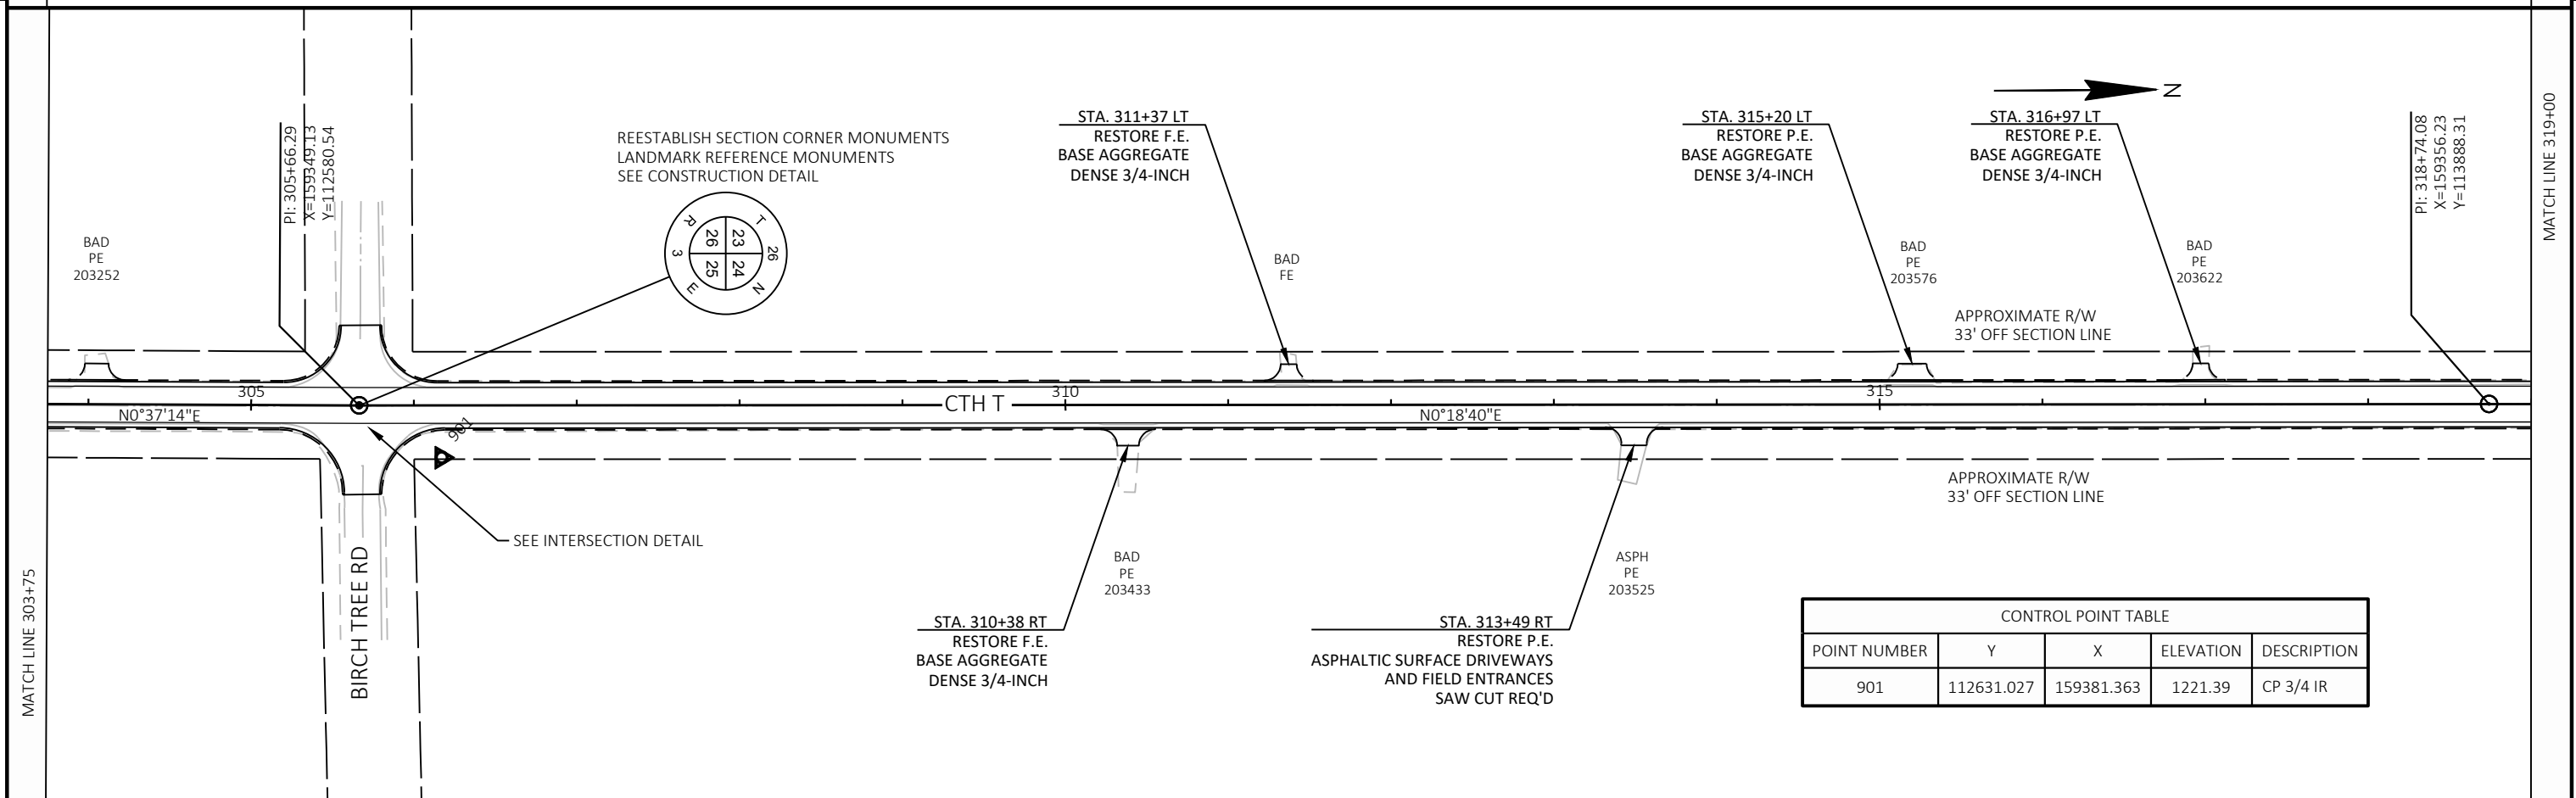 MATCH LINE 303+75
BAD
PE
203252
PI: 305+66.29
X=159349.13
Y=112580.54
REESTABLISH SECTION CORNER MONUMENTS
LANDMARK REFERENCE MONUMENTS
SEE CONSTRUCTION DETAIL
R
T
26
3
26
23
25
24
E
N
STA. 311+37 LT
RESTORE F.E.
BASE AGGREGATE
DENSE 3/4-INCH
BAD
FE
STA. 315+20 LT
RESTORE P.E.
BASE AGGREGATE
DENSE 3/4-INCH
BAD
PE
203576
STA. 316+97 LT
RESTORE P.E.
BASE AGGREGATE
DENSE 3/4-INCH
BAD
PE
203622
N
APPROXIMATE R/W
33' OFF SECTION LINE
PI: 318+74.08
X=159356.23
Y=113888.31
MATCH LINE 319+00
305
310
315
N0°37'14"E
CTH T
N0°18'40"E
901
SEE INTERSECTION DETAIL
BIRCH TREE RD
STA. 310+38 RT
RESTORE F.E.
BASE AGGREGATE
DENSE 3/4-INCH
BAD
PE
203433
STA. 313+49 RT
RESTORE P.E.
ASPHALTIC SURFACE DRIVEWAYS
AND FIELD ENTRANCES
SAW CUT REQ'D
ASPH
PE
203525
APPROXIMATE R/W
33' OFF SECTION LINE
CONTROL POINT TABLE
POINT NUMBER Y X ELEVATION DESCRIPTION
901 112631.027 159381.363 1221.39 CP 3/4 IR